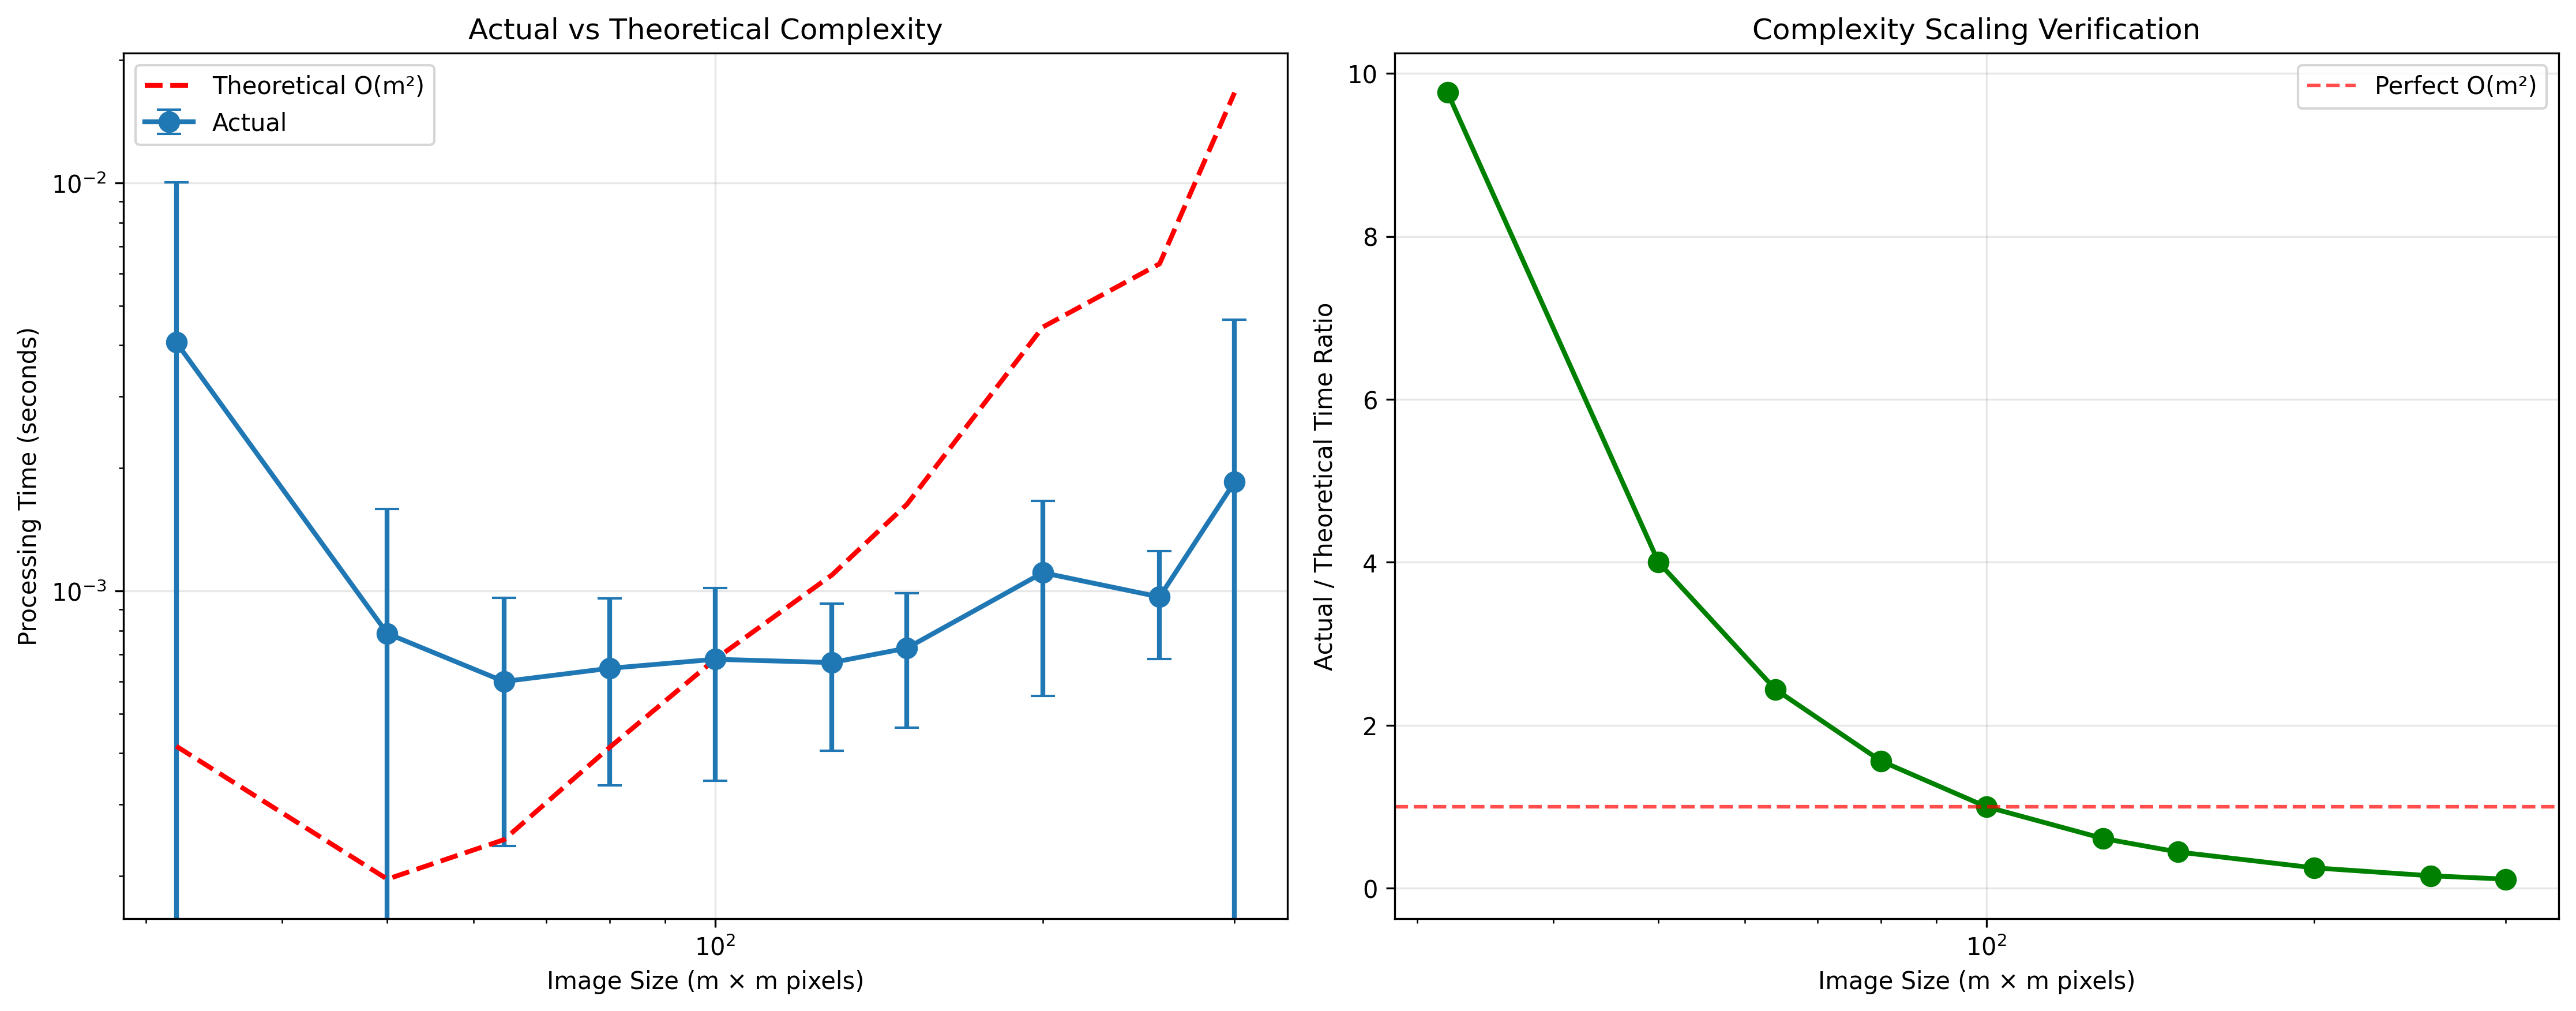 Actual vs Theoretical Complexity
Theoretical O(m²)
Actual
10⁻²
10⁻³
Processing Time (seconds)
10²
Image Size (m × m pixels)
Complexity Scaling Verification
Perfect O(m²)
10
8
6
4
2
0
Actual / Theoretical Time Ratio
10²
Image Size (m × m pixels)